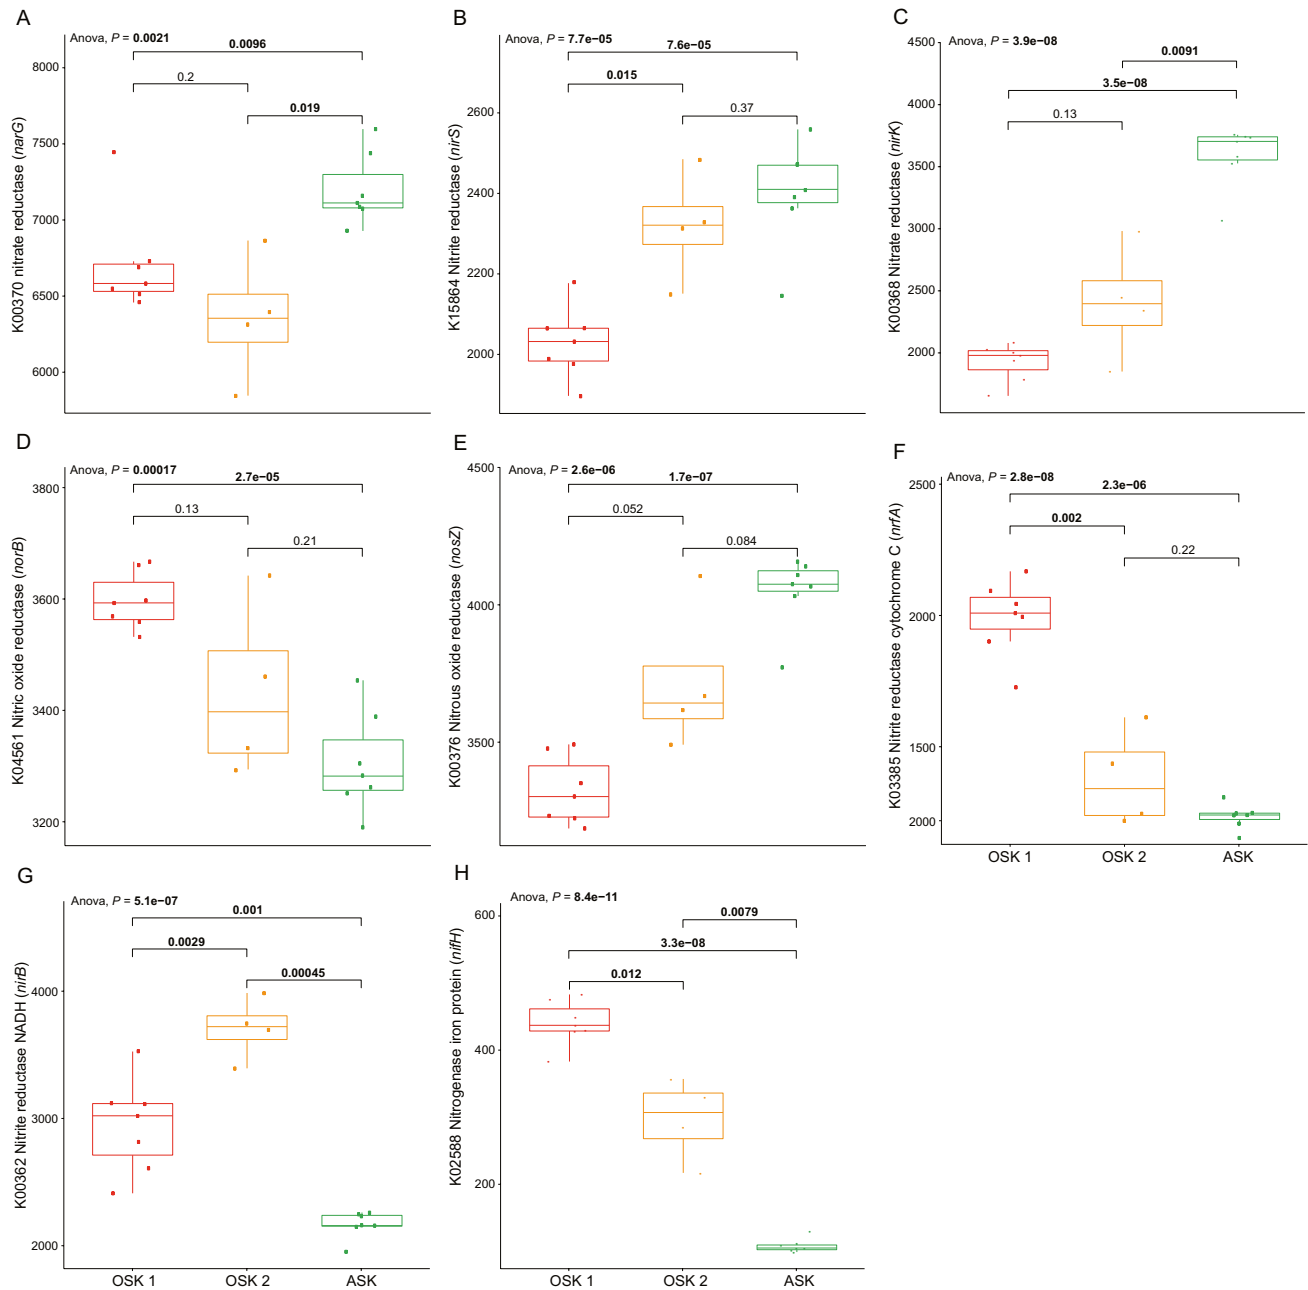 A
Anova, P = 0.0021
0.0096
0.2
0.019
8000
7500
7000
6500
6000
K00370 nitrate reductase (narG)
B
Anova, P = 7.7e−05
7.6e−05
0.015
0.37
2600
2400
2200
2000
K15864 Nitrite reductase (nirS)
C
Anova, P = 3.9e−08
0.0091
3.5e−08
0.13
4500
4000
3500
3000
2500
2000
K00368 Nitrate reductase (nirK)
D
Anova, P = 0.00017
2.7e−05
0.13
0.21
3800
3600
3400
3200
K04561 Nitric oxide reductase (norB)
E
Anova, P = 2.6e−06
1.7e−07
0.052
0.084
4500
4000
3500
K00376 Nitrous oxide reductase (nosZ)
F
Anova, P = 2.8e−08
2.3e−06
0.002
0.22
2500
2000
1500
2000
K03385 Nitrite reductase cytochrome C (nrfA)
OSK 1
OSK 2
ASK
G
Anova, P = 5.1e−07
0.001
0.0029
0.00045
4000
3000
2000
K00362 Nitrite reductase NADH (nirB)
OSK 1
OSK 2
ASK
H
Anova, P = 8.4e−11
0.0079
3.3e−08
0.012
600
400
200
K02588 Nitrogenase iron protein (nifH)
OSK 1
OSK 2
ASK